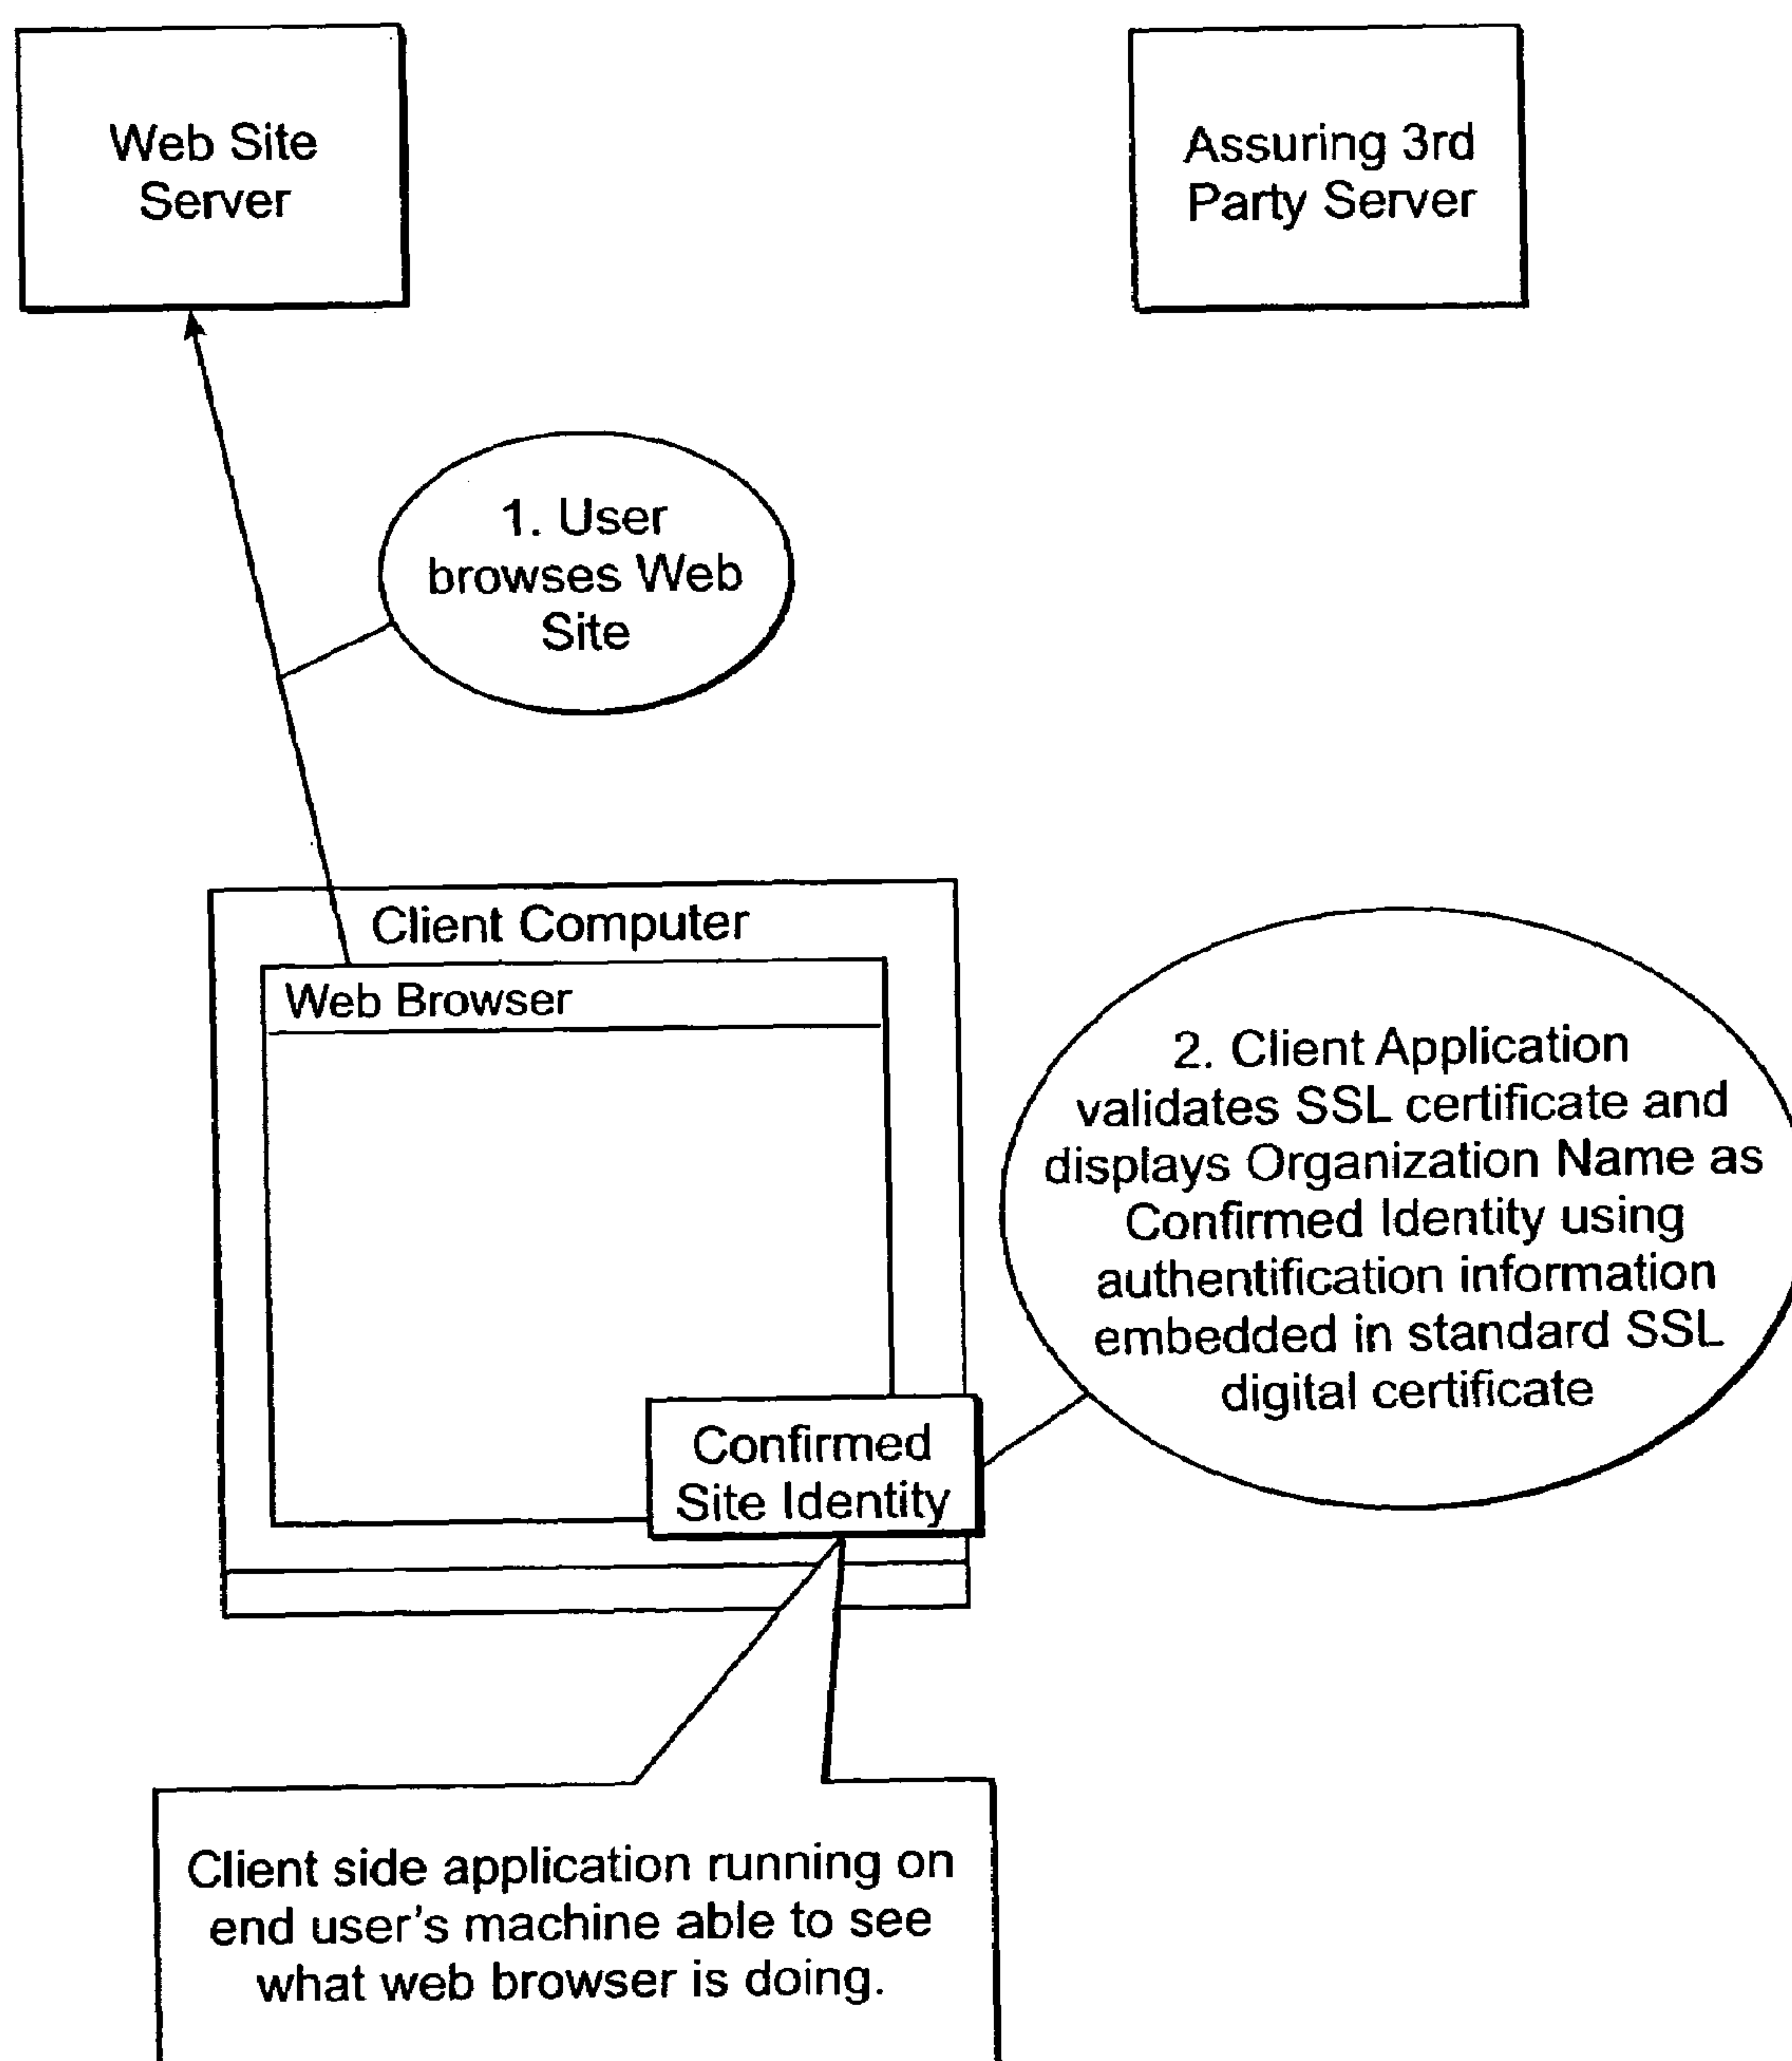 Web Site
Server
Assuring 3rd
Party Server
1. User
browses Web
Site
Client Computer
Web Browser
2. Client Application
validates SSL certificate and
displays Organization Name as
Confirmed Identity using
authentification information
embedded in standard SSL
digital certificate
Confirmed
Site Identity
Client side application running on
end user's machine able to see
what web browser is doing.